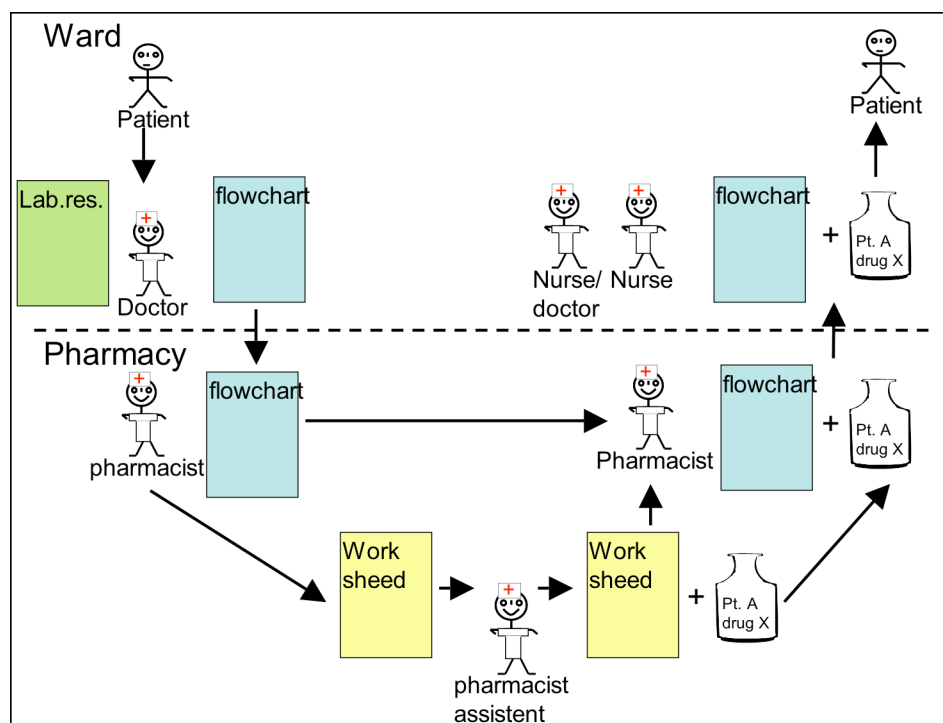 Ward
Patient
Patient
Lab.res.
flowchart
flowchart
+
Pt. A
drug X
Doctor
Nurse/
doctor
Nurse
Pharmacy
flowchart
flowchart
+
Pt. A
drug X
pharmacist
Pharmacist
Work
sheed
Work
sheed
+
Pt. A
drug X
pharmacist
assistent